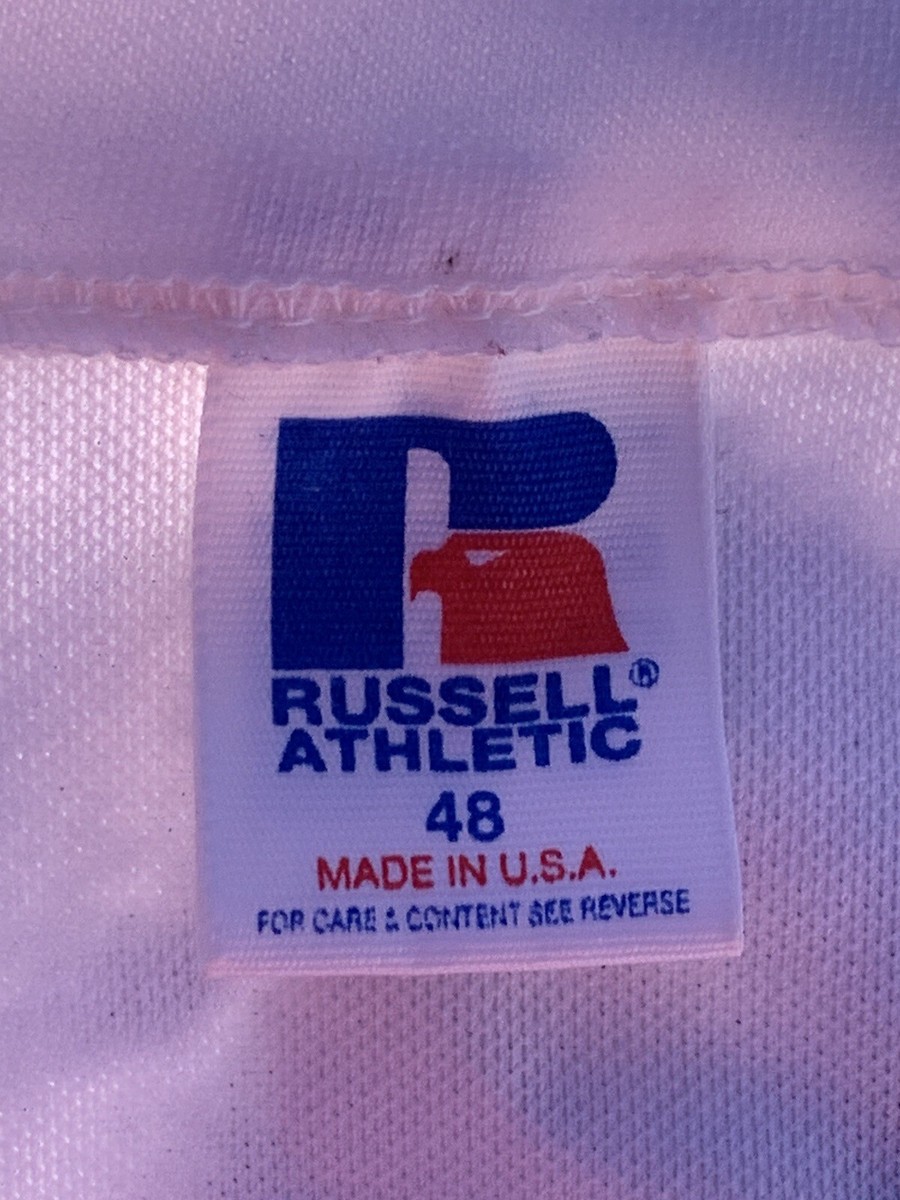 RUSSELL®
ATHLETIC
48
MADE IN U.S.A.
FOR CARE & CONTENT SEE REVERSE